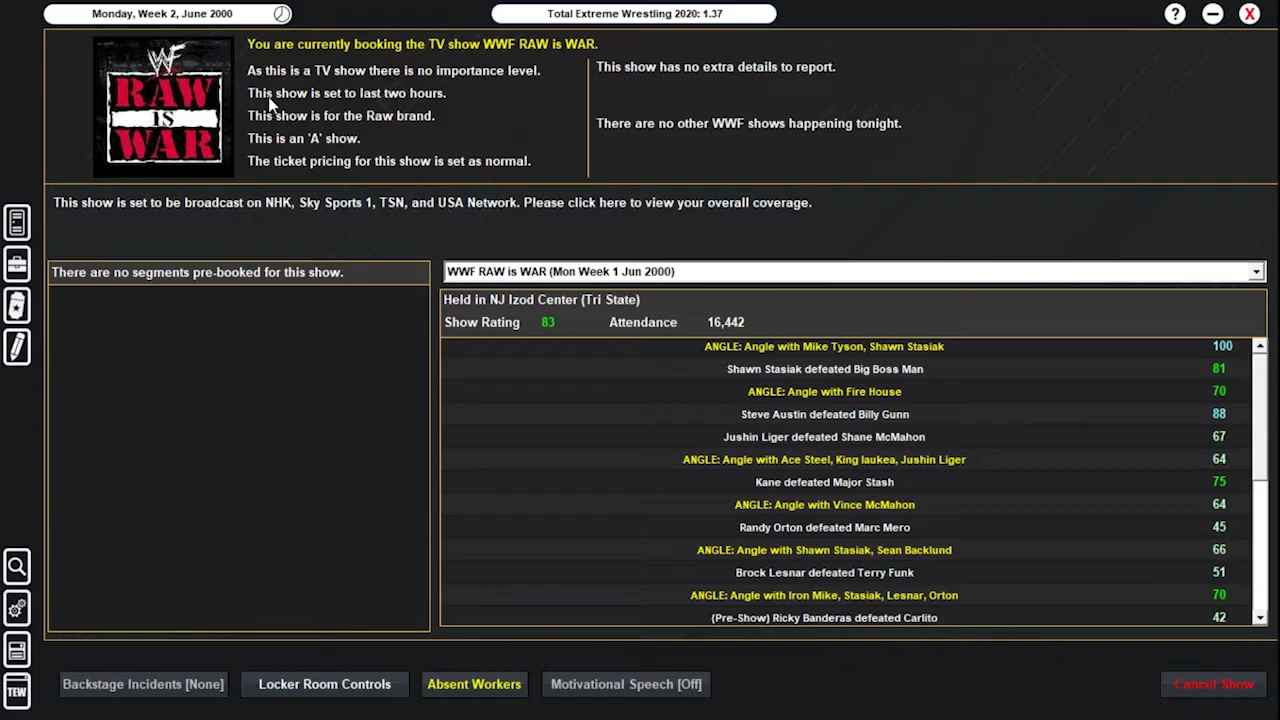 Monday, Week 2, June 2000
Total Extreme Wrestling 2020: 1.37
?
X
You are currently booking the TV show WWF RAW is WAR.
As this is a TV show there is no importance level.
This show is set to last two hours.
This show is for the Raw brand.
This is an 'A' show.
The ticket pricing for this show is set as normal.
This show has no extra details to report.
There are no other WWF shows happening tonight.
WF
RAW
IS
WAR
This show is set to be broadcast on NHK, Sky Sports 1, TSN, and USA Network. Please click here to view your overall coverage.
There are no segments pre-booked for this show.
WWF RAW is WAR (Mon Week 1 Jun 2000)
Held in NJ Izod Center (Tri State)
Show Rating 83 Attendance 16,442
ANGLE: Angle with Mike Tyson, Shawn Stasiak 100
Shawn Stasiak defeated Big Boss Man 81
ANGLE: Angle with Fire House 70
Steve Austin defeated Billy Gunn 88
Jushin Liger defeated Shane McMahon 67
ANGLE: Angle with Ace Steel, King Iaukea, Jushin Liger 64
Kane defeated Major Stash 75
ANGLE: Angle with Vince McMahon 64
Randy Orton defeated Marc Mero 45
ANGLE: Angle with Shawn Stasiak, Sean Backlund 66
Brock Lesnar defeated Terry Funk 51
ANGLE: Angle with Iron Mike, Stasiak, Lesnar, Orton 70
(Pre-Show) Ricky Banderas defeated Carlito 42
Backstage Incidents [None]
Locker Room Controls
Absent Workers
Motivational Speech [Off]
Cancel Show
TEW